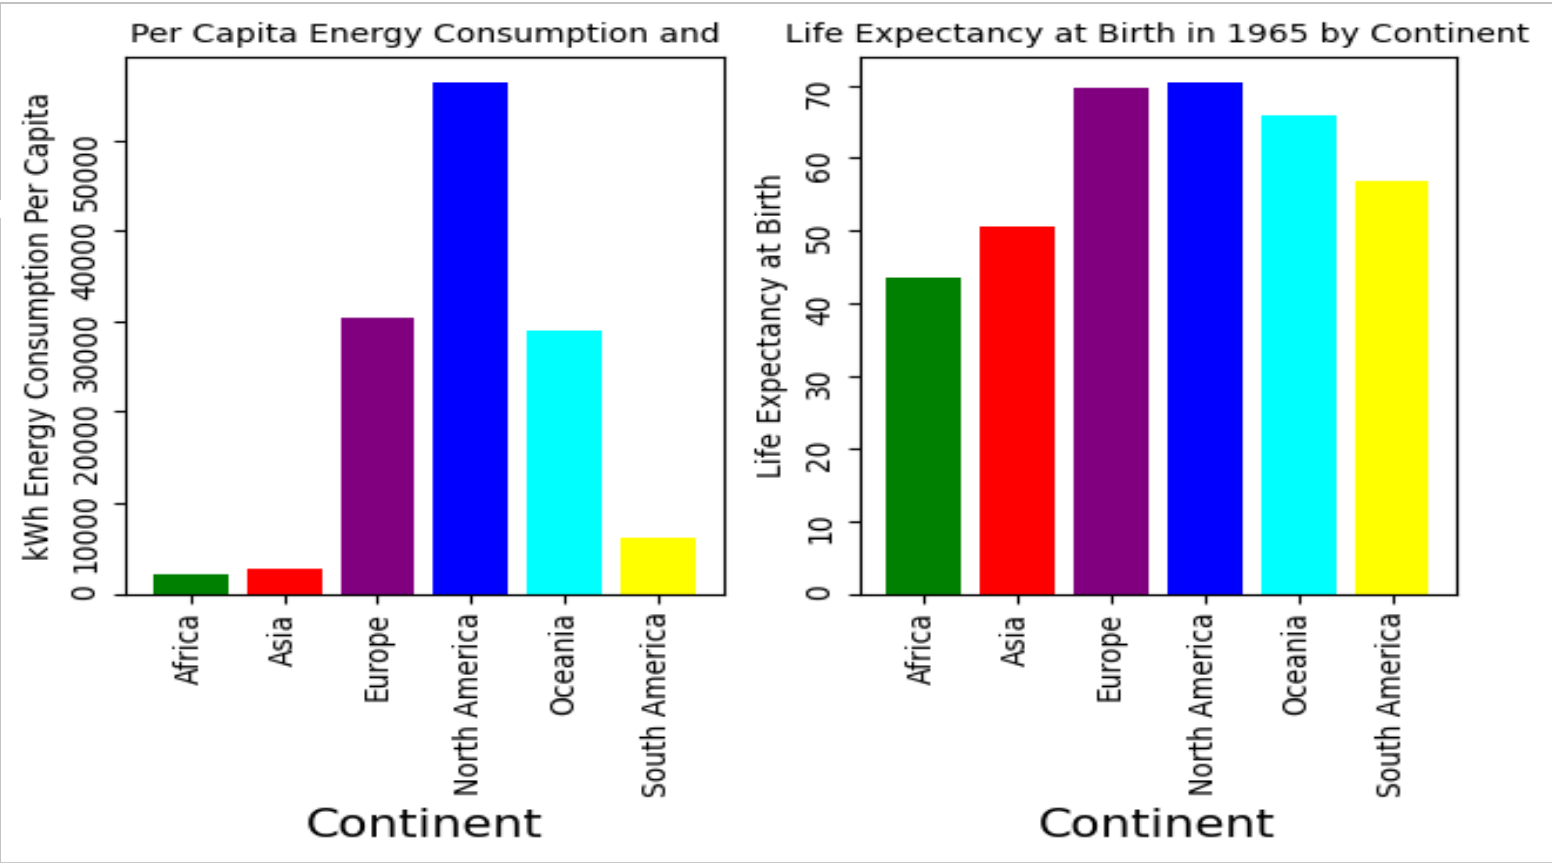 Per Capita Energy Consumption and
kWh Energy Consumption Per Capita
50000
40000
30000
20000
10000
0
Africa
Asia
Europe
North America
Oceania
South America
Continent
Life Expectancy at Birth in 1965 by Continent
Life Expectancy at Birth
70
60
50
40
30
20
10
0
Africa
Asia
Europe
North America
Oceania
South America
Continent